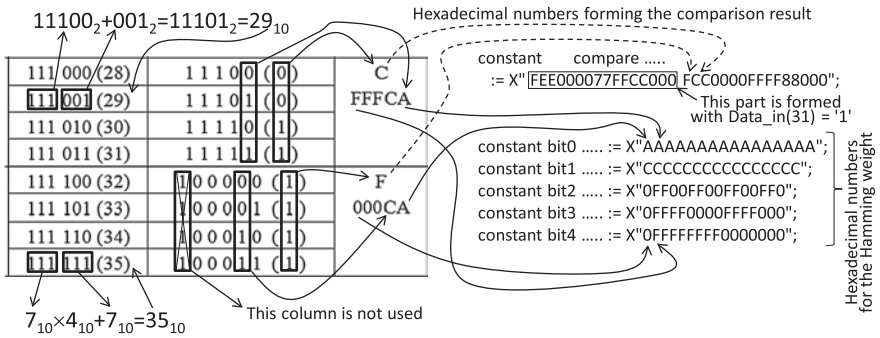 11100₂+001₂=11101₂=29₁₀
Hexadecimal numbers forming the comparison result
constant compare .....
:= X"FEE000077FFCC000 FCC0000FFFF88000";
This part is formed
with Data_in(31) = '1'
111 000 (28) 1 1 1 0 0 (0) C
111 001 (29) 1 1 1 0 1 (0) FFFCA
111 010 (30) 1 1 1 1 0 (1)
111 011 (31) 1 1 1 1 1 (1)
111 100 (32) 1 0 0 0 0 0 (1) F
111 101 (33) 1 0 0 0 0 1 (1) 000CA
111 110 (34) 1 0 0 0 1 0 (1)
111 111 (35) 1 0 0 0 1 1 (1)
constant bit0 ..... := X"AAAAAAAAAAAAAAAA";
constant bit1 ..... := X"CCCCCCCCCCCCCCCC";
constant bit2 ..... := X"0FF00FF00FF00FF0";
constant bit3 ..... := X"0FFFF0000FFFF000";
constant bit4 ..... := X"0FFFFFFFF0000000";
Hexadecimal numbers
for the Hamming weight
This column is not used
7₁₀×4₁₀+7₁₀=35₁₀